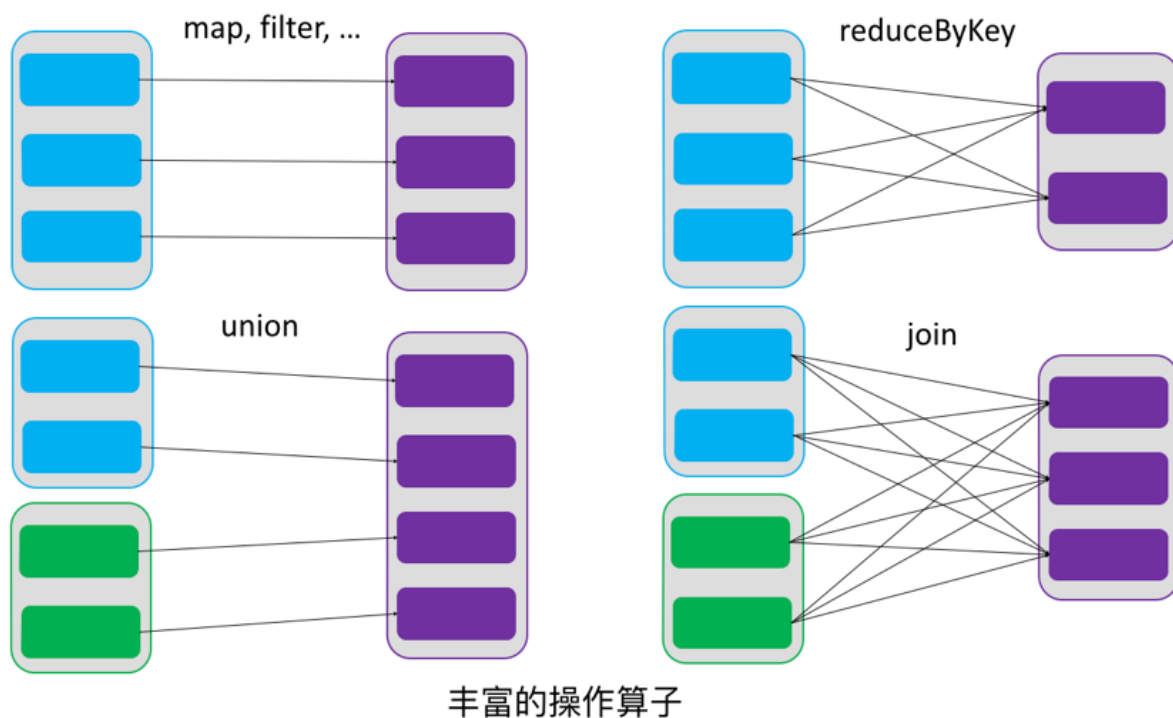 map, filter, ...
reduceByKey
union
join
丰富的操作算子